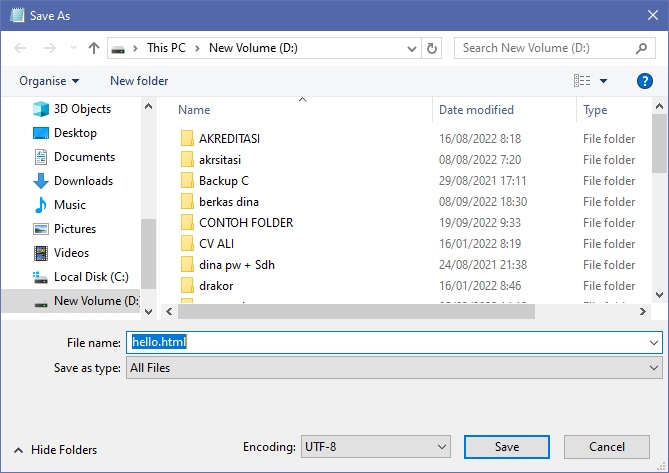 Save As
This PC > New Volume (D:)
Search New Volume (D:)
Organise
New folder
Name
Date modified
Type
3D Objects
Desktop
Documents
Downloads
Music
Pictures
Videos
Local Disk (C:)
New Volume (D:
AKREDITASI 16/08/2022 8:18 File folder
akrsitasi 08/08/2022 7:20 File folder
Backup C 29/08/2021 17:11 File folder
berkas dina 08/09/2022 18:30 File folder
CONTOH FOLDER 19/09/2022 9:33 File folder
CV ALI 16/01/2022 8:19 File folder
dina pw + Sdh 24/08/2021 21:38 File folder
drakor 16/01/2022 8:46 File folder
File name: hello.html
Save as type: All Files
Hide Folders
Encoding: UTF-8
Save
Cancel